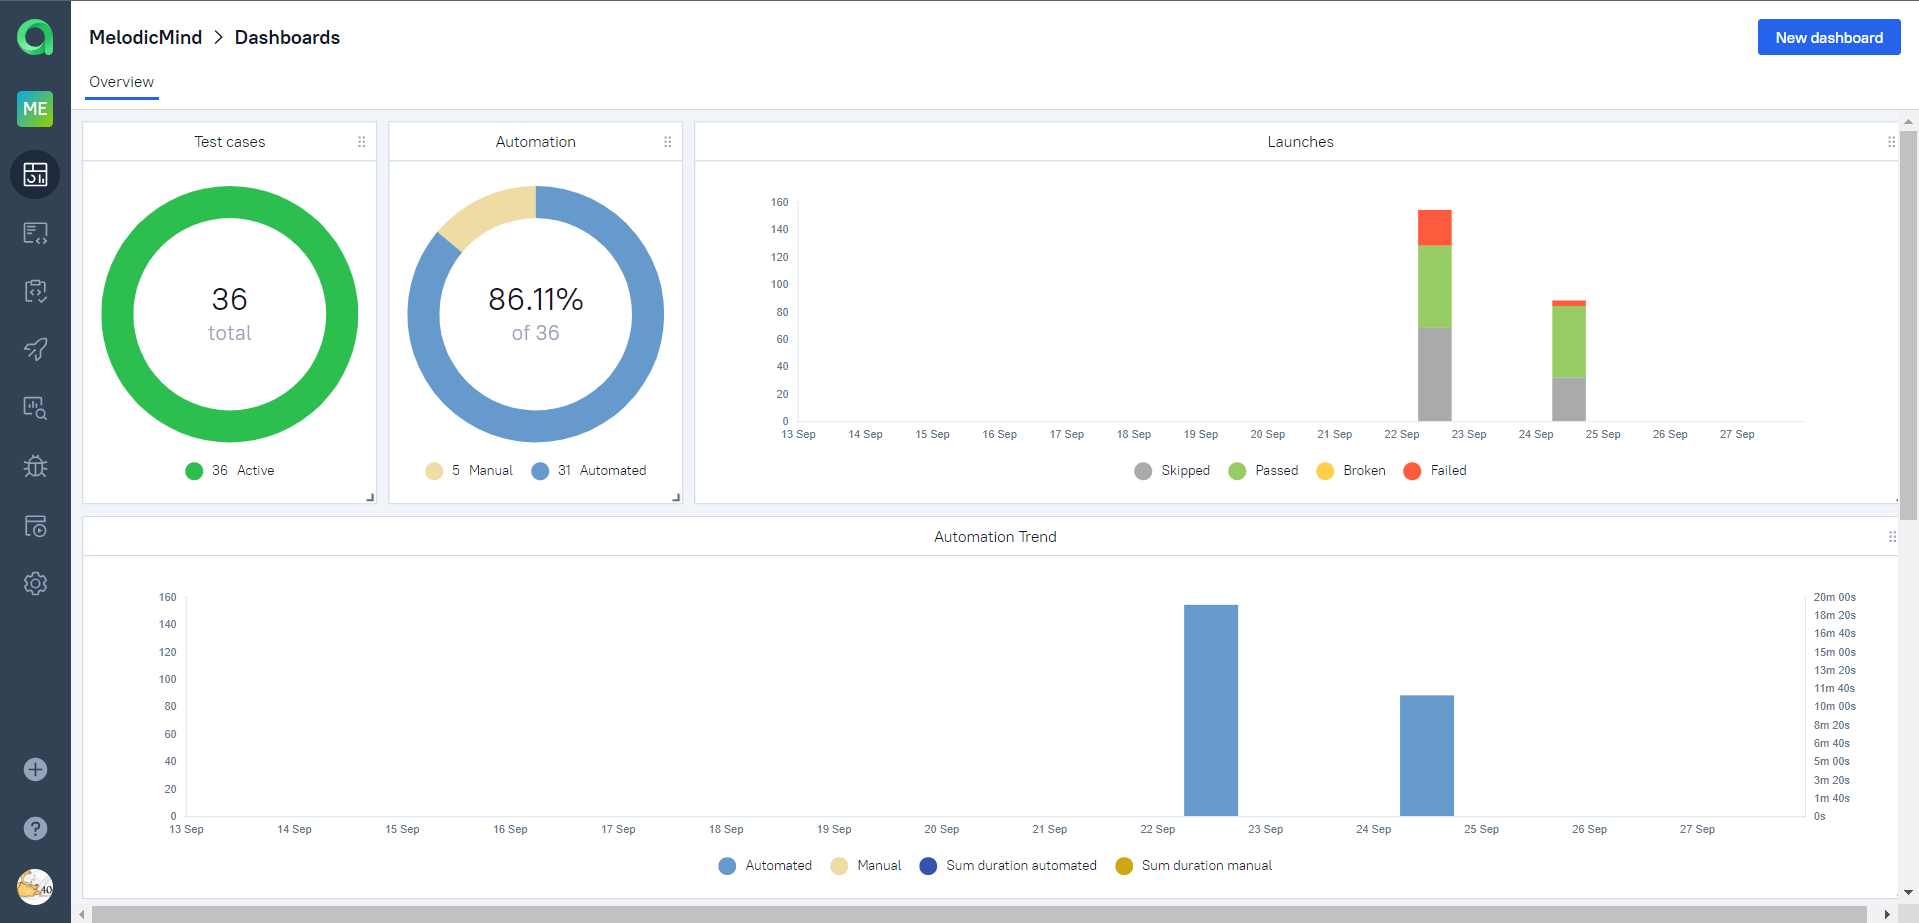 MelodicMind > Dashboards
New dashboard
Overview
ME
Test cases
36
total
36 Active
Automation
86.11%
of 36
5 Manual 31 Automated
Launches
160
140
120
100
80
60
40
20
0
13 Sep 14 Sep 15 Sep 16 Sep 17 Sep 18 Sep 19 Sep 20 Sep 21 Sep 22 Sep 23 Sep 24 Sep 25 Sep 26 Sep 27 Sep
Skipped Passed Broken Failed
Automation Trend
160
140
120
100
80
60
40
20
0
20m 00s
18m 20s
16m 40s
15m 00s
13m 20s
11m 40s
10m 00s
8m 20s
6m 40s
5m 00s
3m 20s
1m 40s
0s
13 Sep 14 Sep 15 Sep 16 Sep 17 Sep 18 Sep 19 Sep 20 Sep 21 Sep 22 Sep 23 Sep 24 Sep 25 Sep 26 Sep 27 Sep
Automated Manual Sum duration automated Sum duration manual
?
40